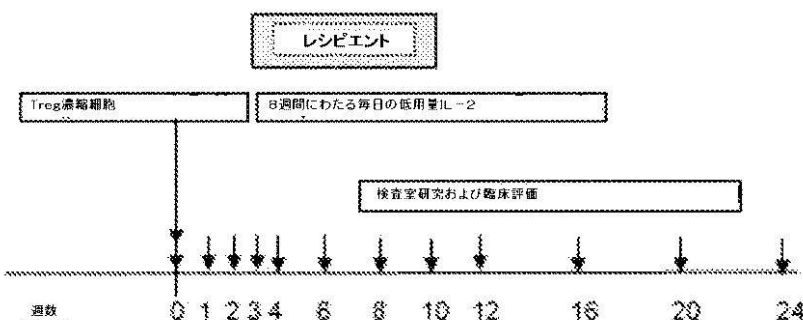 レシピエント
Treg濃縮細胞
8週間にわたる毎日の低用量IL-2
検査室研究および臨床評価
週数 0 1 2 3 4 6 8 10 12 16 20 24